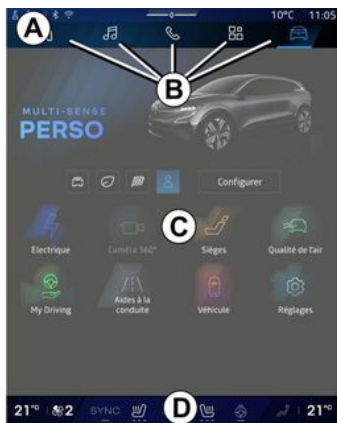 10°C 11:05
A
B
MULTI-SENSE
PERSO
Configurer
C
Electrique Caméra 360° Sièges Qualité de l'air
My Driving Aides à la conduite Véhicule Réglages
D
21°° 2 SYNC 21°°